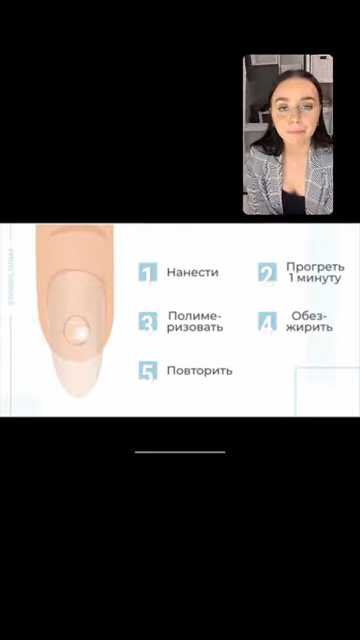 1 Нанести
2 Прогреть
1 минуту
3 Полиме-
ризовать
4 Обез-
жирить
5 Повторить